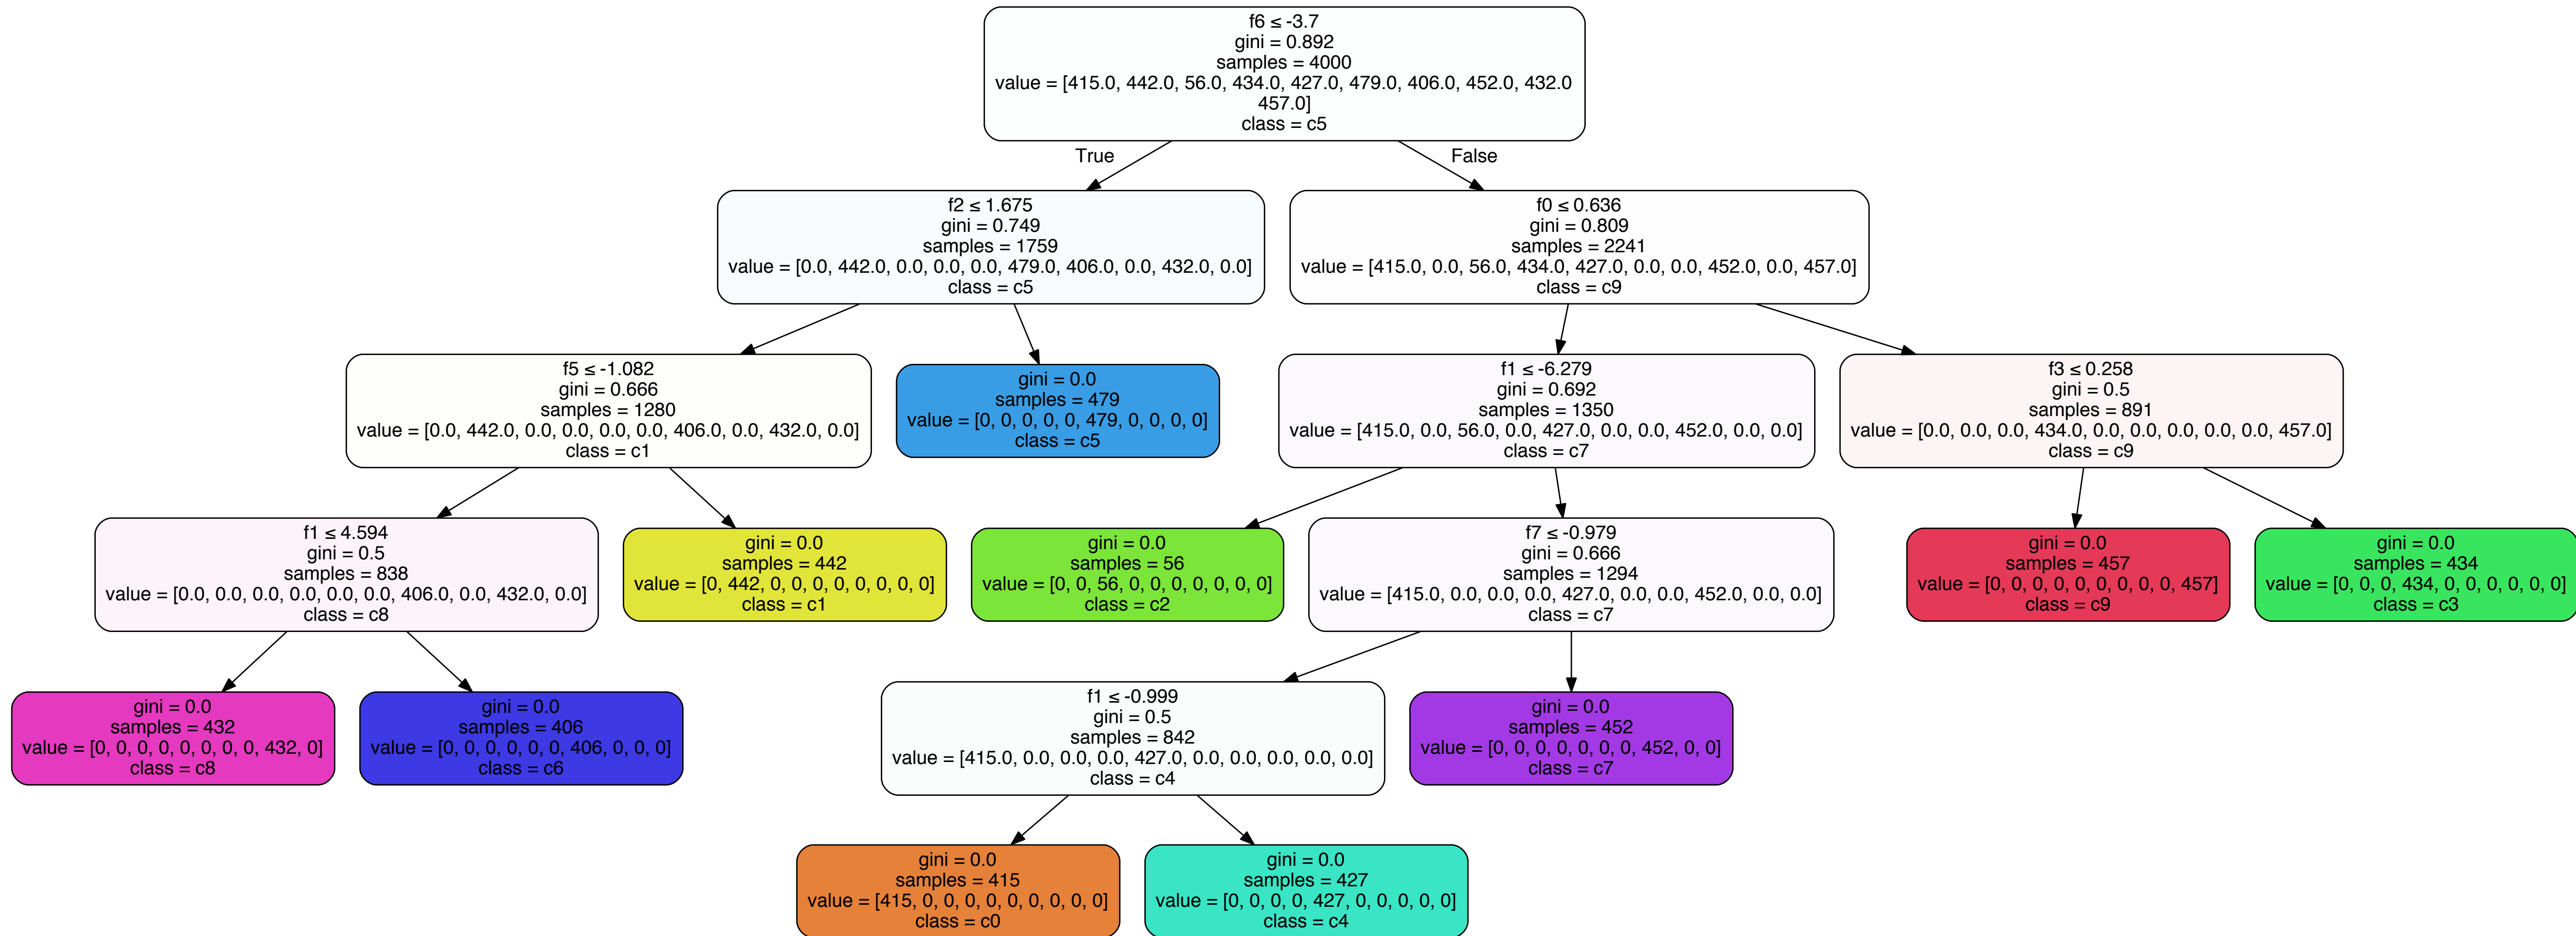 f6 ≤ -3.7
gini = 0.892
samples = 4000
value = [415.0, 442.0, 56.0, 434.0, 427.0, 479.0, 406.0, 452.0, 432.0
457.0]
class = c5
True
False
f2 ≤ 1.675
gini = 0.749
samples = 1759
value = [0.0, 442.0, 0.0, 0.0, 0.0, 479.0, 406.0, 0.0, 432.0, 0.0]
class = c5
f0 ≤ 0.636
gini = 0.809
samples = 2241
value = [415.0, 0.0, 56.0, 434.0, 427.0, 0.0, 0.0, 452.0, 0.0, 457.0]
class = c9
f5 ≤ -1.082
gini = 0.666
samples = 1280
value = [0.0, 442.0, 0.0, 0.0, 0.0, 0.0, 406.0, 0.0, 432.0, 0.0]
class = c1
gini = 0.0
samples = 479
value = [0, 0, 0, 0, 0, 479, 0, 0, 0, 0]
class = c5
f1 ≤ -6.279
gini = 0.692
samples = 1350
value = [415.0, 0.0, 56.0, 0.0, 427.0, 0.0, 0.0, 452.0, 0.0, 0.0]
class = c7
f3 ≤ 0.258
gini = 0.5
samples = 891
value = [0.0, 0.0, 0.0, 434.0, 0.0, 0.0, 0.0, 0.0, 0.0, 457.0]
class = c9
f1 ≤ 4.594
gini = 0.5
samples = 838
value = [0.0, 0.0, 0.0, 0.0, 0.0, 0.0, 406.0, 0.0, 432.0, 0.0]
class = c8
gini = 0.0
samples = 442
value = [0, 442, 0, 0, 0, 0, 0, 0, 0, 0]
class = c1
gini = 0.0
samples = 56
value = [0, 0, 56, 0, 0, 0, 0, 0, 0, 0]
class = c2
f7 ≤ -0.979
gini = 0.666
samples = 1294
value = [415.0, 0.0, 0.0, 0.0, 427.0, 0.0, 0.0, 452.0, 0.0, 0.0]
class = c7
gini = 0.0
samples = 457
value = [0, 0, 0, 0, 0, 0, 0, 0, 0, 457]
class = c9
gini = 0.0
samples = 434
value = [0, 0, 0, 434, 0, 0, 0, 0, 0, 0]
class = c3
gini = 0.0
samples = 432
value = [0, 0, 0, 0, 0, 0, 0, 0, 432, 0]
class = c8
gini = 0.0
samples = 406
value = [0, 0, 0, 0, 0, 0, 406, 0, 0, 0]
class = c6
f1 ≤ -0.999
gini = 0.5
samples = 842
value = [415.0, 0.0, 0.0, 0.0, 427.0, 0.0, 0.0, 0.0, 0.0, 0.0]
class = c4
gini = 0.0
samples = 452
value = [0, 0, 0, 0, 0, 0, 0, 452, 0, 0]
class = c7
gini = 0.0
samples = 415
value = [415, 0, 0, 0, 0, 0, 0, 0, 0, 0]
class = c0
gini = 0.0
samples = 427
value = [0, 0, 0, 0, 427, 0, 0, 0, 0, 0]
class = c4